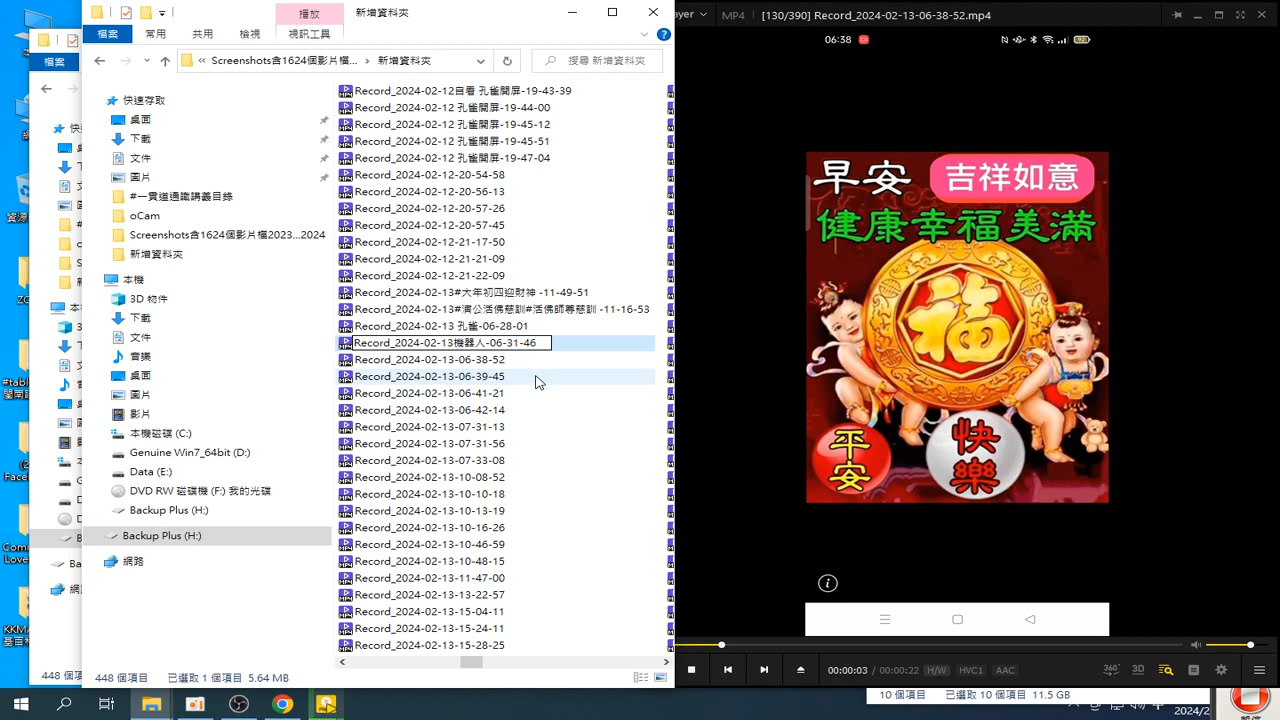 播放
新增資料夾
檔案
常用
共用
檢視
視訊工具
檔案
Screenshots含1624個影片檔... › 新增資料夾
搜尋 新增資料夾
快速存取
桌面
下載
文件
圖片
#一貫道通識講義目錄
oCam
Screenshots含1624個影片檔.023...2024
新增資料夾
本機
3D 物件
下載
文件
音樂
桌面
圖片
影片
本機磁碟 (C:)
Genuine Win7_64bit (D:)
Data (E:)
DVD RW 磁碟機 (F:) 我的光碟
Backup Plus (H:)
Backup Plus (H:)
網路
Record_2024-02-12自看 孔雀開屏-19-43-39
Record_2024-02-12 孔雀開屏-19-44-00
Record_2024-02-12 孔雀開屏-19-45-12
Record_2024-02-12 孔雀開屏-19-45-51
Record_2024-02-12 孔雀開屏-19-47-04
Record_2024-02-12-20-54-58
Record_2024-02-12-20-56-13
Record_2024-02-12-20-57-26
Record_2024-02-12-20-57-45
Record_2024-02-12-21-17-50
Record_2024-02-12-21-21-09
Record_2024-02-12-21-22-09
Record_2024-02-13#大年初四迎財神 -11-49-51
Record_2024-02-13#濟公活佛慈訓#活佛師尊慈訓 -11-16-53
Record_2024-02-13 孔雀-06-28-01
Record_2024-02-13機器人-06-31-46
Record_2024-02-13-06-38-52
Record_2024-02-13-06-39-45
Record_2024-02-13-06-41-21
Record_2024-02-13-06-42-14
Record_2024-02-13-07-31-13
Record_2024-02-13-07-31-56
Record_2024-02-13-07-33-08
Record_2024-02-13-10-08-52
Record_2024-02-13-10-10-18
Record_2024-02-13-10-13-19
Record_2024-02-13-10-16-26
Record_2024-02-13-10-46-59
Record_2024-02-13-10-48-15
Record_2024-02-13-11-47-00
Record_2024-02-13-13-22-57
Record_2024-02-13-15-04-11
Record_2024-02-13-15-24-11
Record_2024-02-13-15-28-25
448 個項目
448 個項目 已選取 1 個項目 5.64 MB
MP4 [130/390] Record_2024-02-13-06-38-52.mp4
06:38
早安
吉祥如意
健康幸福美滿
福
平安
快樂
00:00:03 / 00:00:22 H/W HVC1 AAC
360°
3D
10 個項目 已選取 10 個項目 11.5 GB